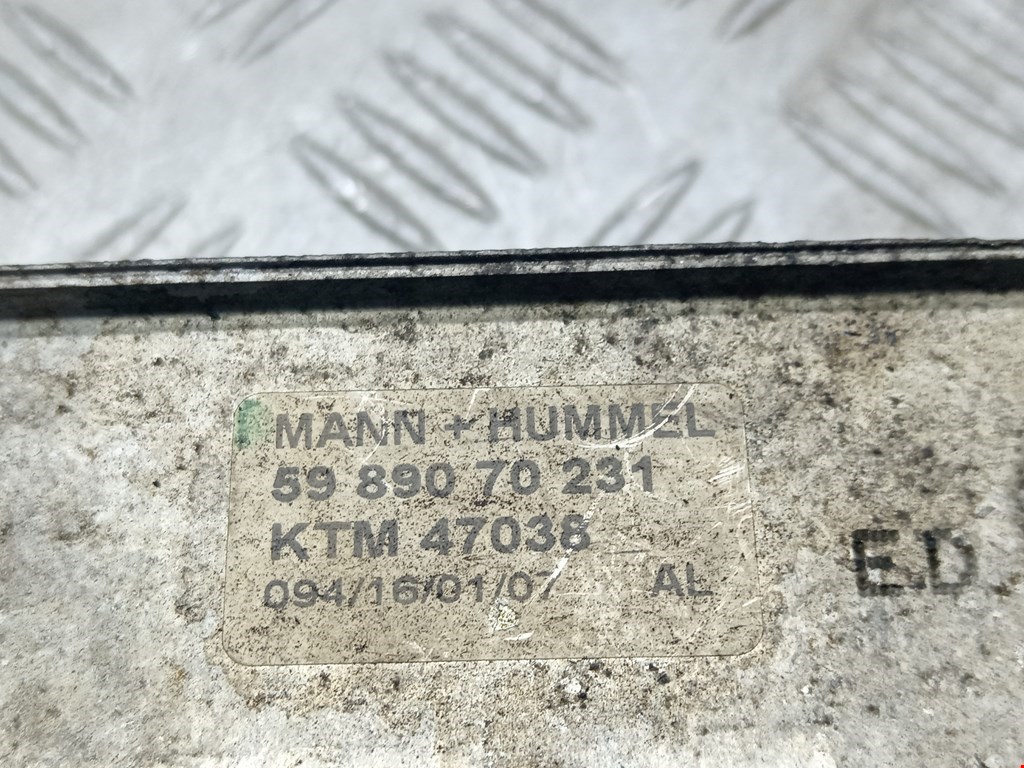 MANN + HUMMEL
59 890 70 231
KTM 47038
094/16/01/07 AL
ED